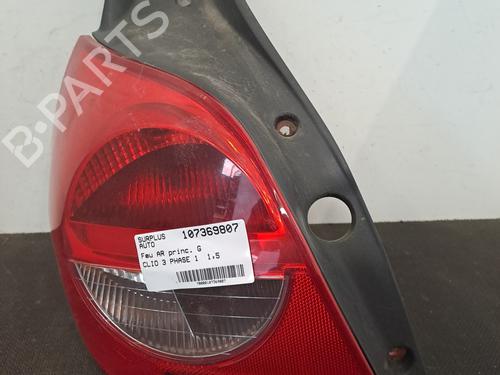 B-PARTS
SURPLUS 107369807
AUTO
Feu AR princ. G
CLIO 3 PHASE 1 1,5